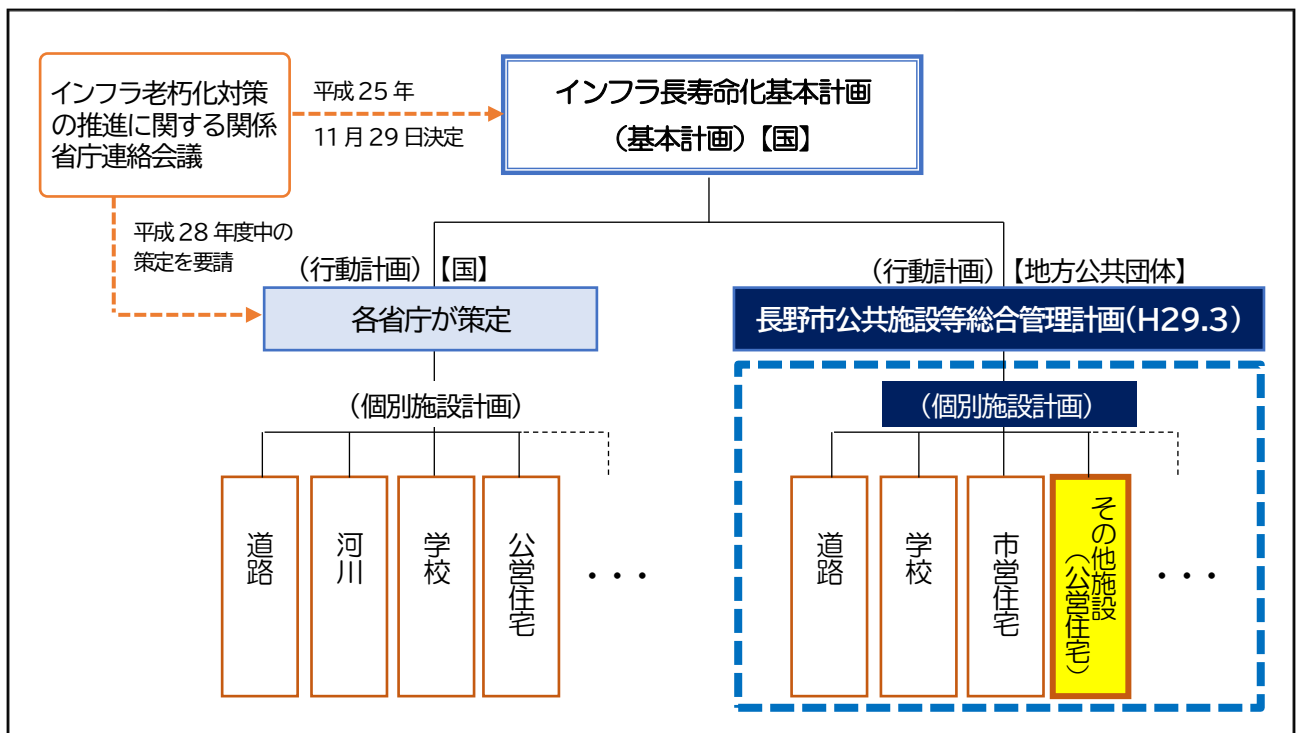 インフラ老朽化対策
の推進に関する関係
省庁連絡会議
平成25年
11月29日決定
インフラ長寿命化基本計画
（基本計画）【国】
平成28年度中の
策定を要請
（行動計画）【国】
各省庁が策定
（行動計画）【地方公共団体】
長野市公共施設等総合管理計画(H29.3)
（個別施設計画）
道路
河川
学校
公営住宅
・・・
（個別施設計画）
道路
学校
市営住宅
その他施設
（公営住宅）
・・・